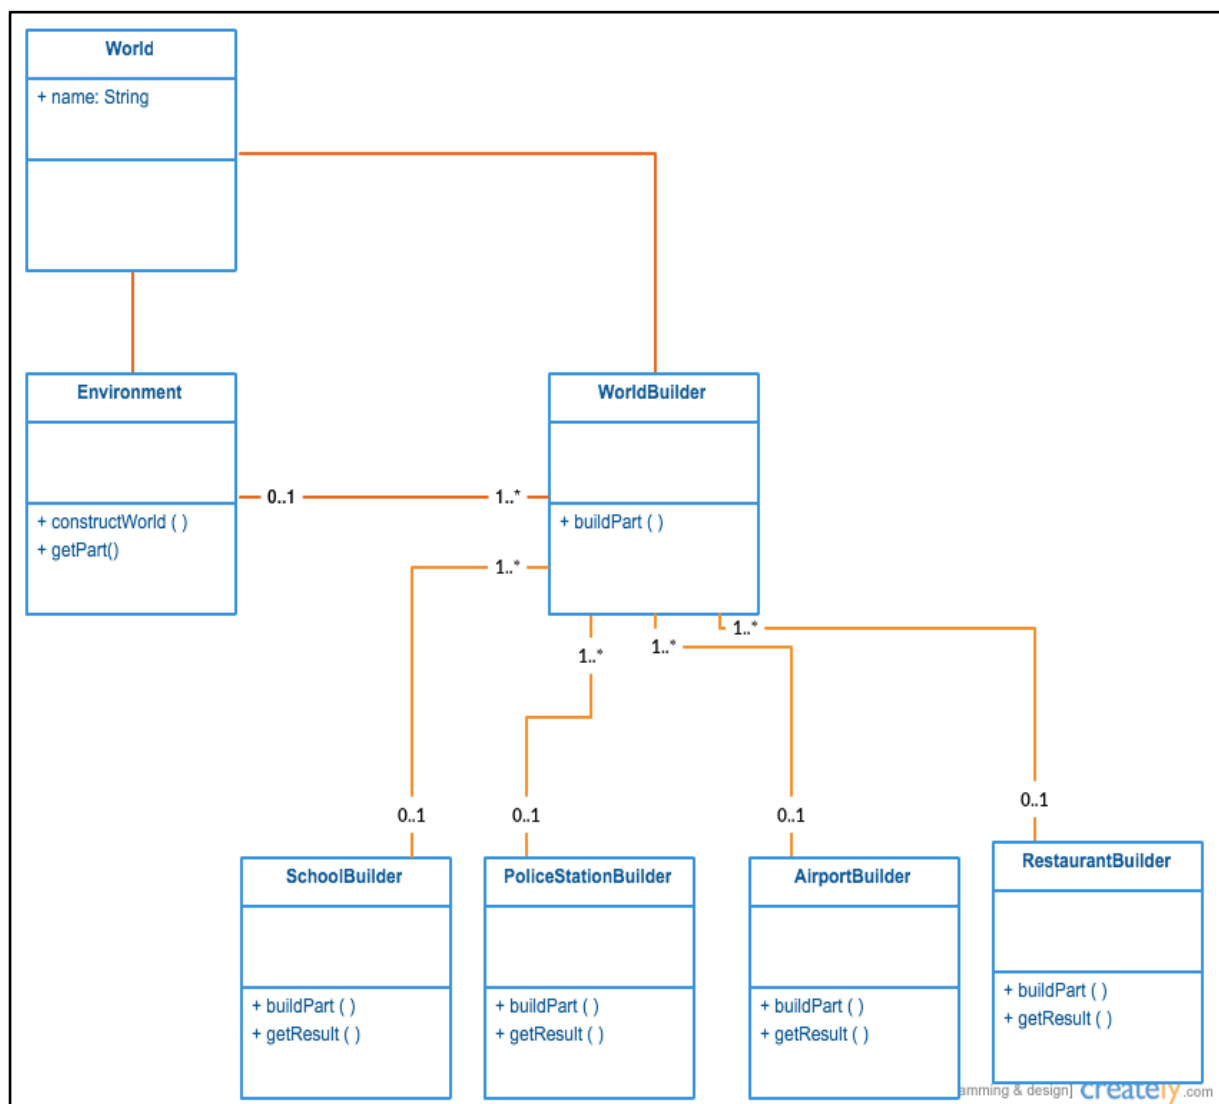 World
+ name: String
Environment
+ constructWorld ( )
+ getPart()
WorldBuilder
+ buildPart ( )
0..1
1..*
1..*
1..*
1..*
1..*
0..1
0..1
0..1
0..1
SchoolBuilder
+ buildPart ( )
+ getResult ( )
PoliceStationBuilder
+ buildPart ( )
+ getResult ( )
AirportBuilder
+ buildPart ( )
+ getResult ( )
RestaurantBuilder
+ buildPart ( )
+ getResult ( )
& design] creately.com